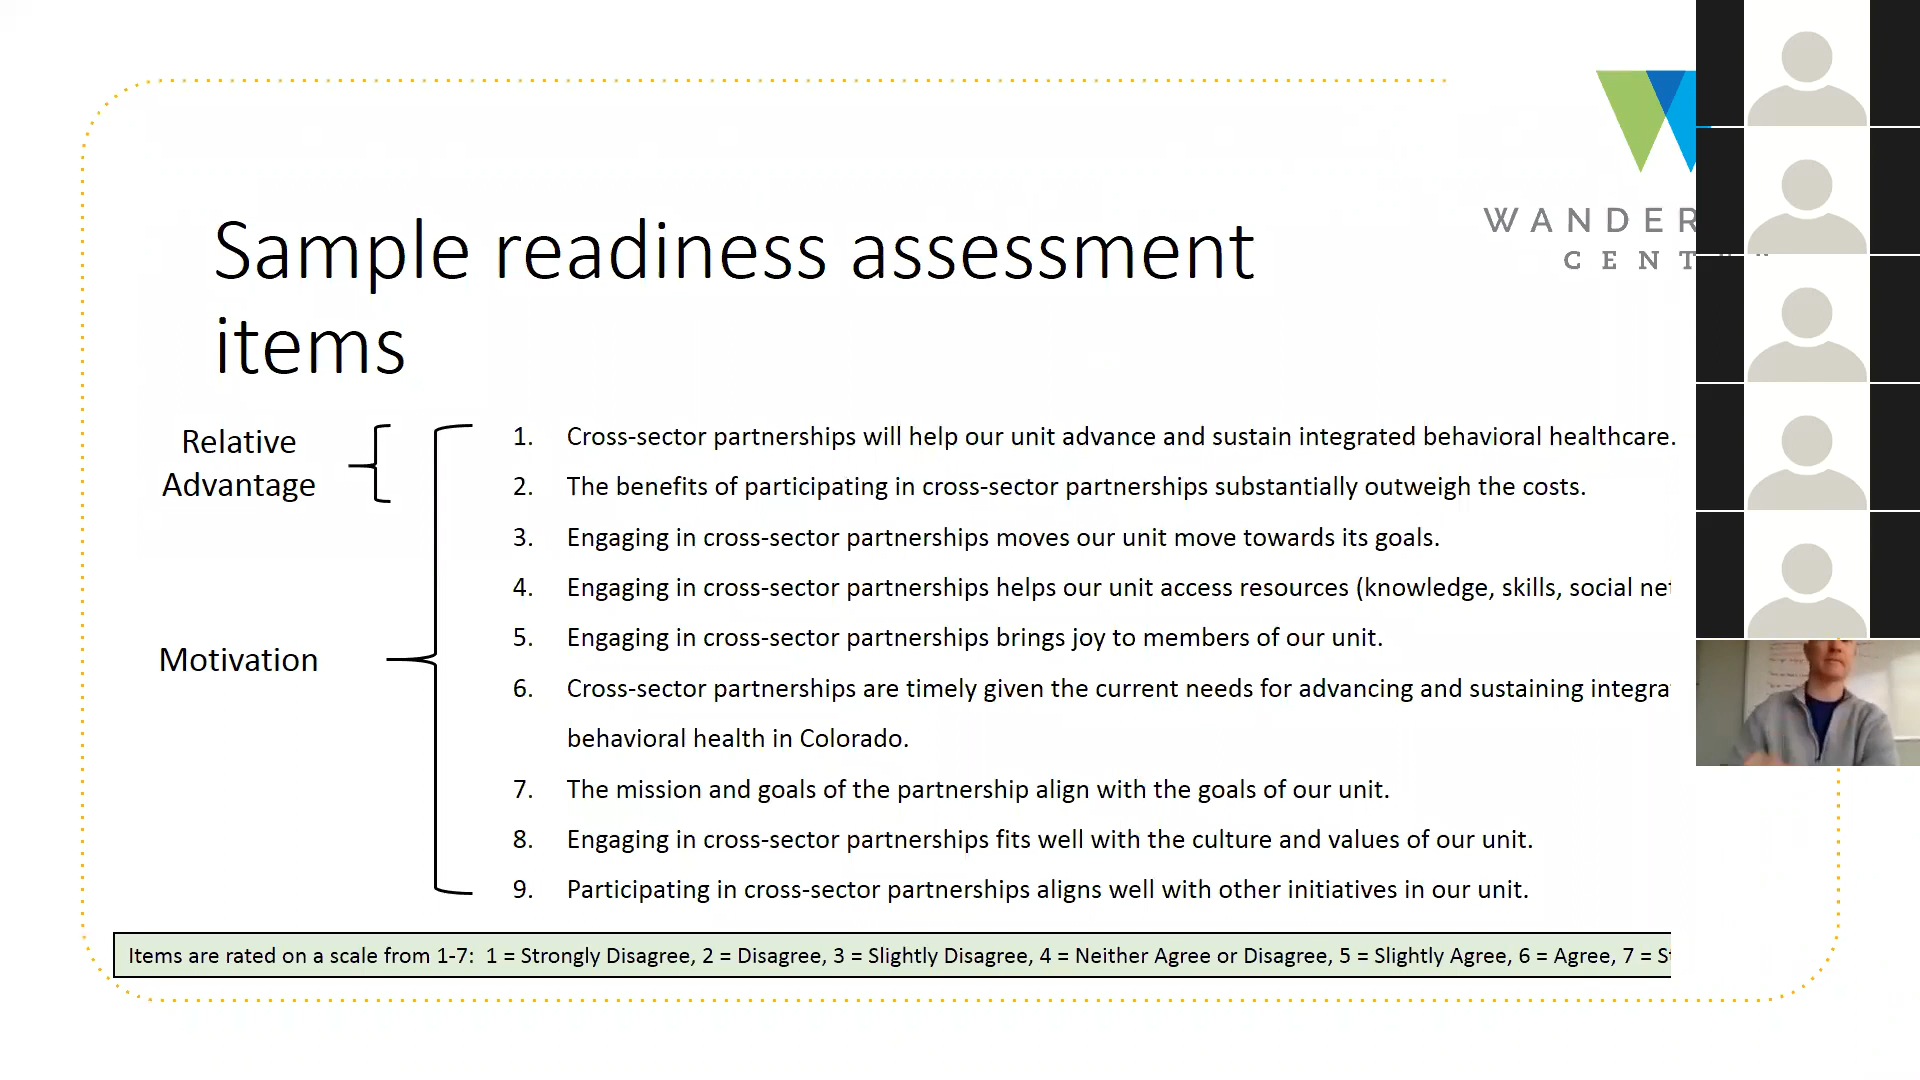 WANDER
CENT
Sample readiness assessment
items
Relative
Advantage
Motivation
1. Cross-sector partnerships will help our unit advance and sustain integrated behavioral healthcare.
2. The benefits of participating in cross-sector partnerships substantially outweigh the costs.
3. Engaging in cross-sector partnerships moves our unit move towards its goals.
4. Engaging in cross-sector partnerships helps our unit access resources (knowledge, skills, social net
5. Engaging in cross-sector partnerships brings joy to members of our unit.
6. Cross-sector partnerships are timely given the current needs for advancing and sustaining integra
behavioral health in Colorado.
7. The mission and goals of the partnership align with the goals of our unit.
8. Engaging in cross-sector partnerships fits well with the culture and values of our unit.
9. Participating in cross-sector partnerships aligns well with other initiatives in our unit.
Items are rated on a scale from 1-7: 1 = Strongly Disagree, 2 = Disagree, 3 = Slightly Disagree, 4 = Neither Agree or Disagree, 5 = Slightly Agree, 6 = Agree, 7 = S